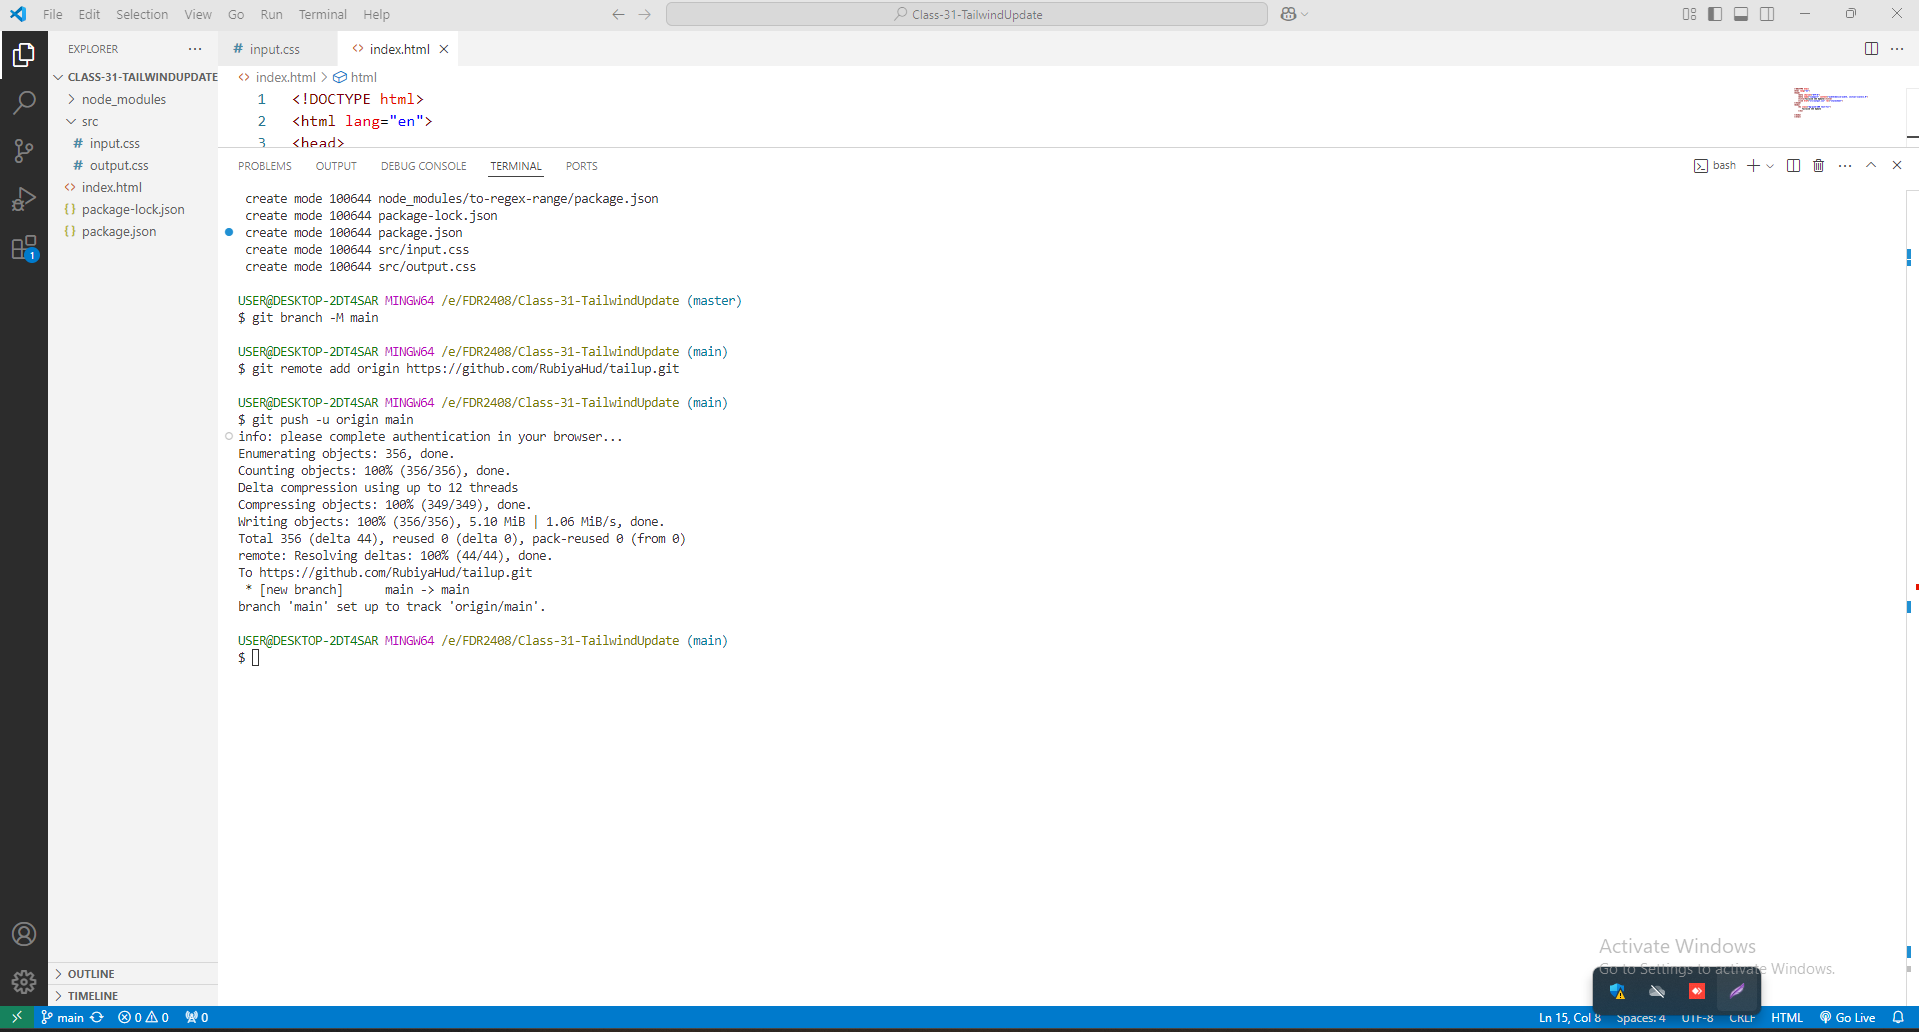 File Edit Selection View Go Run Terminal Help
Class-31-TailwindUpdate
EXPLORER
input.css
index.html
CLASS-31-TAILWINDUPDATE
node_modules
src
input.css
output.css
index.html
package-lock.json
package.json
1
index.html > html
1 <!DOCTYPE html>
2 <html lang="en">
3 <head>
PROBLEMS OUTPUT DEBUG CONSOLE TERMINAL PORTS
bash
create mode 100644 node_modules/to-regex-range/package.json
create mode 100644 package-lock.json
create mode 100644 package.json
create mode 100644 src/input.css
create mode 100644 src/output.css
USER@DESKTOP-2DT4SAR MINGW64 /e/FDR2408/Class-31-TailwindUpdate (master)
$ git branch -M main
USER@DESKTOP-2DT4SAR MINGW64 /e/FDR2408/Class-31-TailwindUpdate (main)
$ git remote add origin https://github.com/RubiyaHud/tailup.git
USER@DESKTOP-2DT4SAR MINGW64 /e/FDR2408/Class-31-TailwindUpdate (main)
$ git push -u origin main
info: please complete authentication in your browser...
Enumerating objects: 356, done.
Counting objects: 100% (356/356), done.
Delta compression using up to 12 threads
Compressing objects: 100% (349/349), done.
Writing objects: 100% (356/356), 5.10 MiB | 1.06 MiB/s, done.
Total 356 (delta 44), reused 0 (delta 0), pack-reused 0 (from 0)
remote: Resolving deltas: 100% (44/44), done.
To https://github.com/RubiyaHud/tailup.git
* [new branch] main -> main
branch 'main' set up to track 'origin/main'.
USER@DESKTOP-2DT4SAR MINGW64 /e/FDR2408/Class-31-TailwindUpdate (main)
$
Activate Windows
Go to Settings to activate Windows.
OUTLINE
TIMELINE
main 0 0 0
Ln 15, Col 8 Spaces: 4 UTF-8 CRLF HTML Go Live